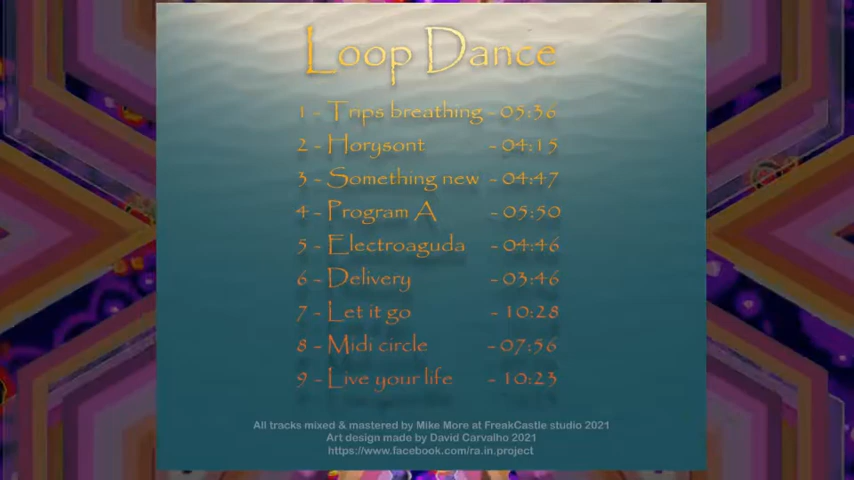 Loop Dance
1 - Trips breathing - 05:36
2 - Horysont - 04:15
3 - Something new - 04:47
4 - Program A - 05:50
5 - Electroaguda - 04:46
6 - Delivery - 03:46
7 - Let it go - 10:28
8 - Midi circle - 07:56
9 - Live your life - 10:23
All tracks mixed & mastered by Mike More at FreakCastle studio 2021
Art design made by David Carvalho 2021
https://www.facebook.com/ra.in.project